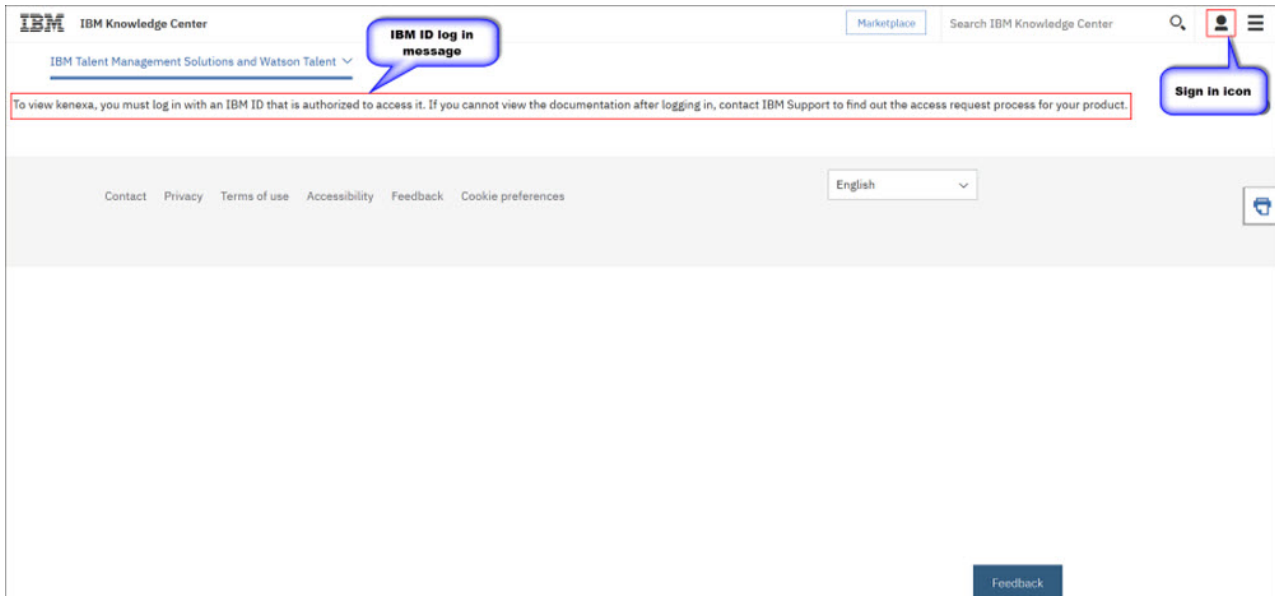 IBM IBM Knowledge Center
IBM ID log in
message
Marketplace
Search IBM Knowledge Center
IBM Talent Management Solutions and Watson Talent
Sign in icon
To view kenexa, you must log in with an IBM ID that is authorized to access it. If you cannot view the documentation after logging in, contact IBM Support to find out the access request process for your product.
English
Contact Privacy Terms of use Accessibility Feedback Cookie preferences
Feedback